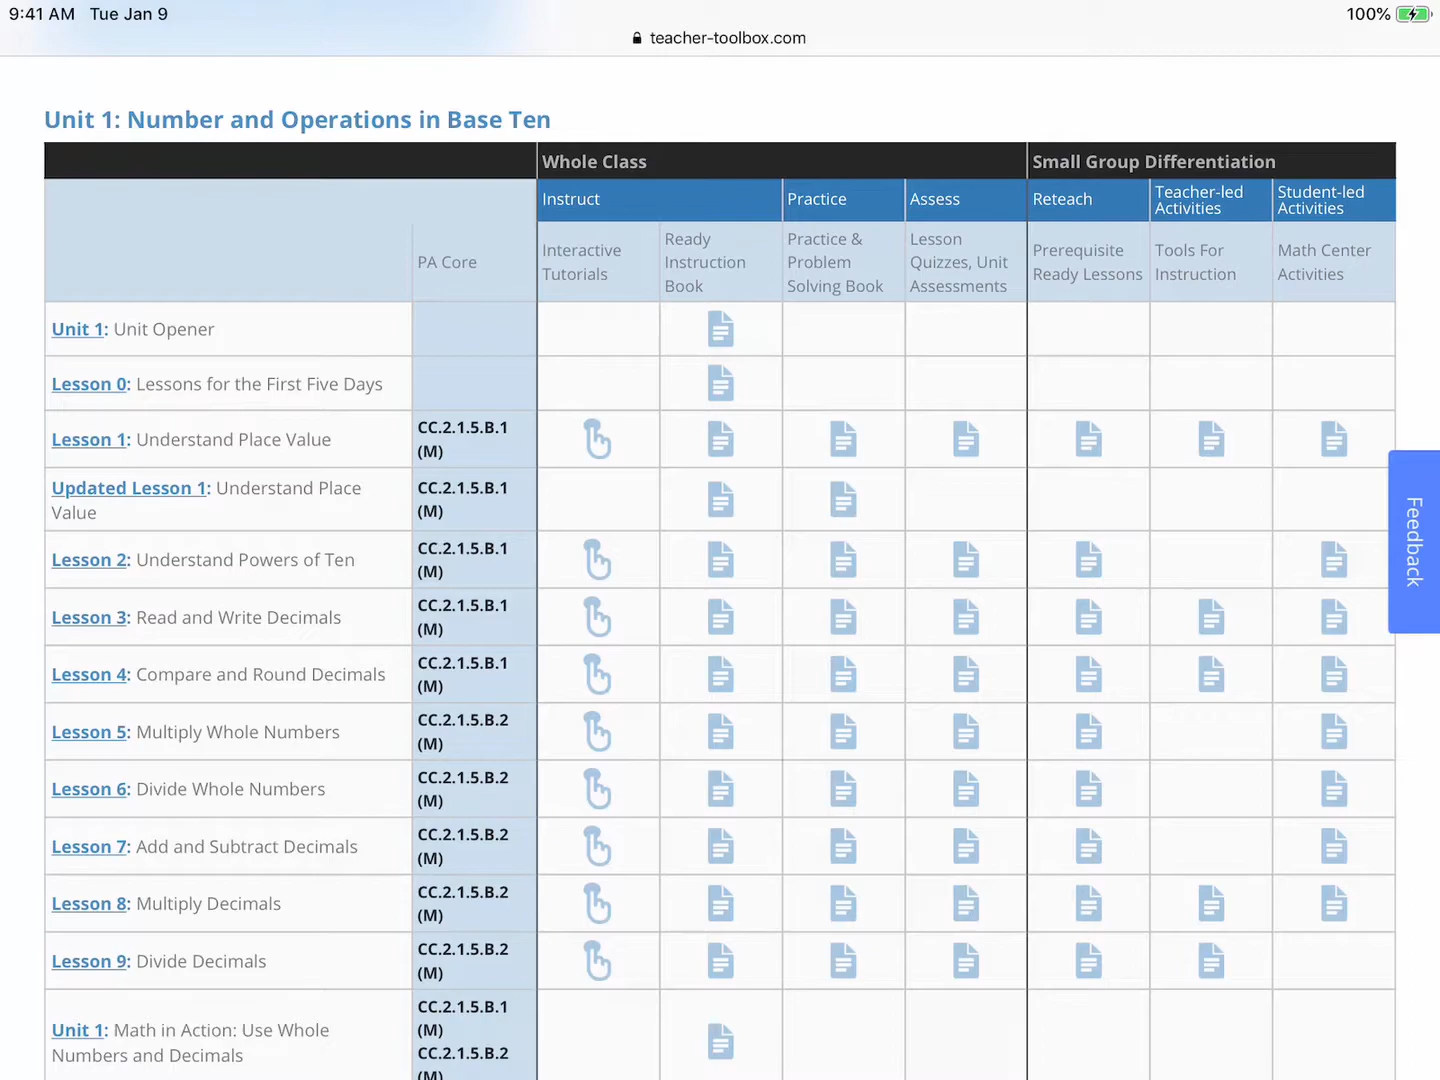 9:41 AM Tue Jan 9
100%
teacher-toolbox.com
Unit 1: Number and Operations in Base Ten
Whole Class
Small Group Differentiation
Instruct
Practice
Assess
Reteach
Teacher-led
Activities
Student-led
Activities
PA Core
Interactive
Tutorials
Ready
Instruction
Book
Practice &
Problem
Solving Book
Lesson
Quizzes, Unit
Assessments
Prerequisite
Ready Lessons
Tools For
Instruction
Math Center
Activities
Unit 1: Unit Opener
Lesson 0: Lessons for the First Five Days
Lesson 1: Understand Place Value
CC.2.1.5.B.1
(M)
Updated Lesson 1: Understand Place
Value
CC.2.1.5.B.1
(M)
Lesson 2: Understand Powers of Ten
CC.2.1.5.B.1
(M)
Lesson 3: Read and Write Decimals
CC.2.1.5.B.1
(M)
Lesson 4: Compare and Round Decimals
CC.2.1.5.B.1
(M)
Lesson 5: Multiply Whole Numbers
CC.2.1.5.B.2
(M)
Lesson 6: Divide Whole Numbers
CC.2.1.5.B.2
(M)
Lesson 7: Add and Subtract Decimals
CC.2.1.5.B.2
(M)
Lesson 8: Multiply Decimals
CC.2.1.5.B.2
(M)
Lesson 9: Divide Decimals
CC.2.1.5.B.2
(M)
Unit 1: Math in Action: Use Whole
Numbers and Decimals
CC.2.1.5.B.1
(M)
CC.2.1.5.B.2
(M)
Feedback